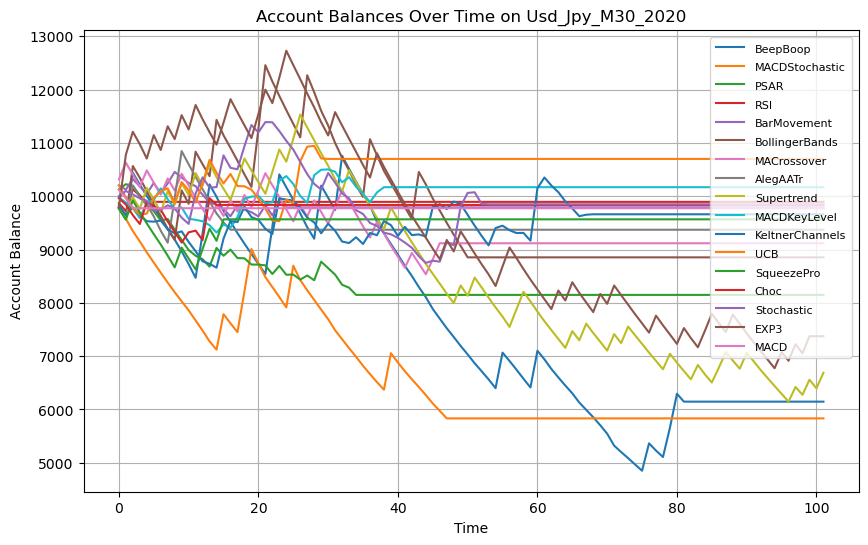 Account Balances Over Time on Usd_Jpy_M30_2020
Account Balance
13000
12000
11000
10000
9000
8000
7000
6000
5000
0
20
40
60
80
100
Time
BeepBoop
MACDStochastic
PSAR
RSI
BarMovement
BollingerBands
MACrossover
AlegAATr
Supertrend
MACDKeyLevel
KeltnerChannels
UCB
SqueezePro
Choc
Stochastic
EXP3
MACD